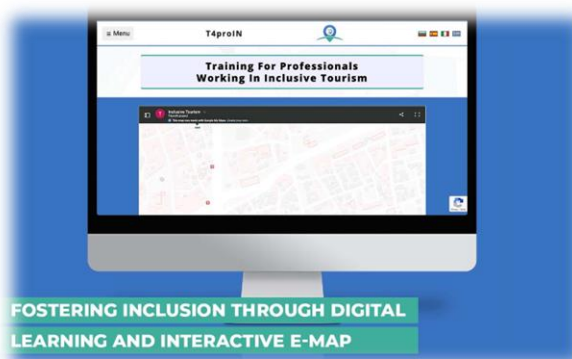 ≡ Menu
T4proIN
Training For Professionals
Working In Inclusive Tourism
Inclusive Tourism
FOSTERING INCLUSION THROUGH DIGITAL
LEARNING AND INTERACTIVE E-MAP